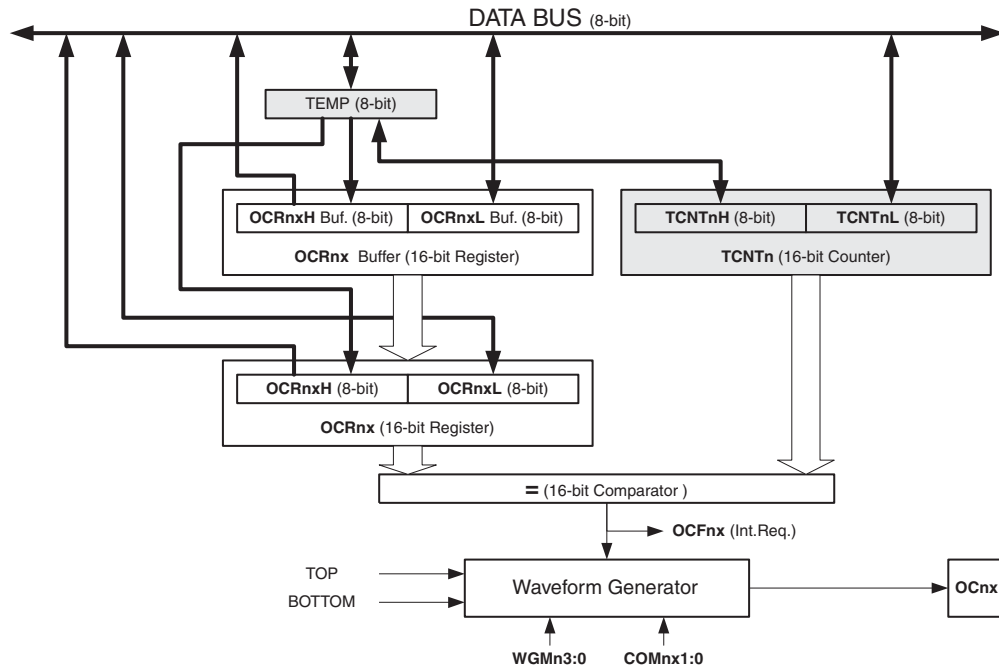 DATA BUS (8-bit)
TEMP (8-bit)
OCRnxH Buf. (8-bit) OCRnxL Buf. (8-bit)
OCRnx Buffer (16-bit Register)
TCNTnH (8-bit) TCNTnL (8-bit)
TCNTn (16-bit Counter)
OCRnxH (8-bit) OCRnxL (8-bit)
OCRnx (16-bit Register)
= (16-bit Comparator )
OCFnx (Int.Req.)
TOP
BOTTOM
Waveform Generator
OCnx
WGMn3:0 COMnx1:0